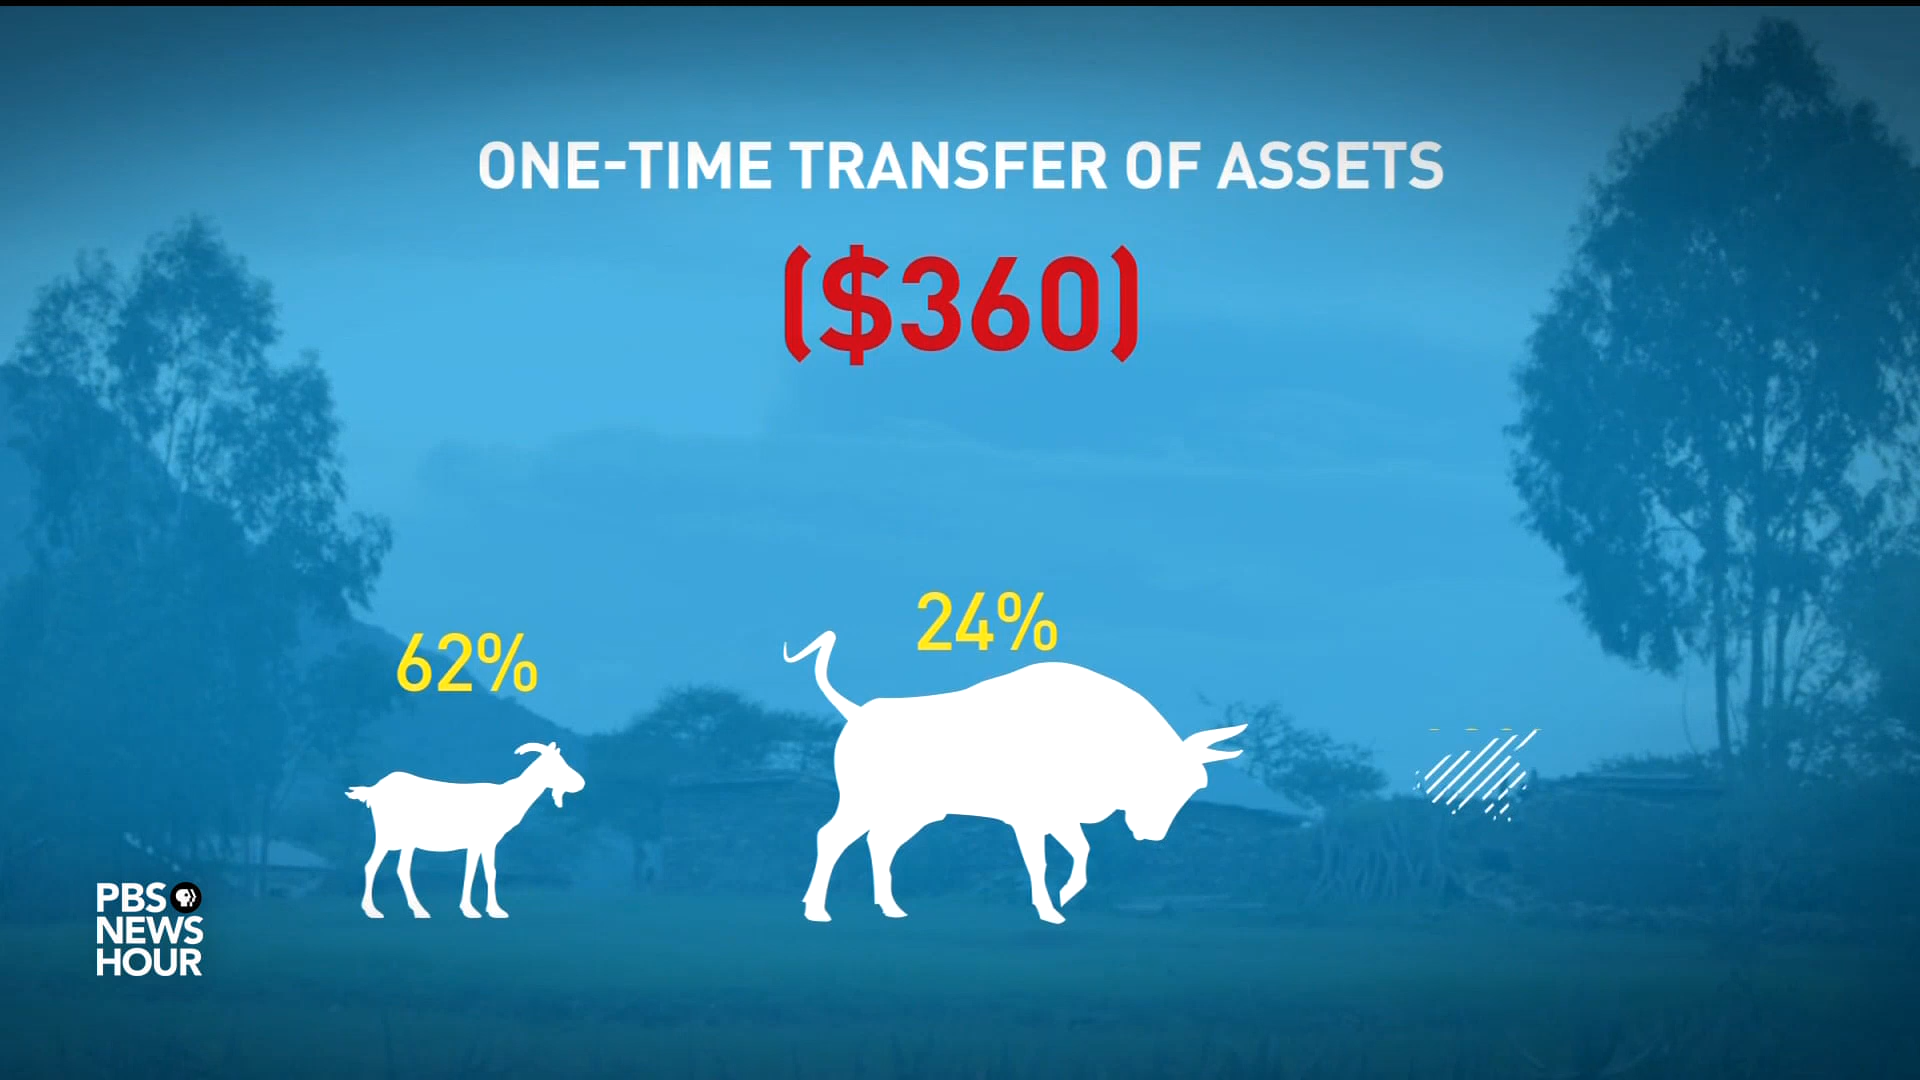 ONE-TIME TRANSFER OF ASSETS
($360)
62%
24%
PBS
NEWS
HOUR